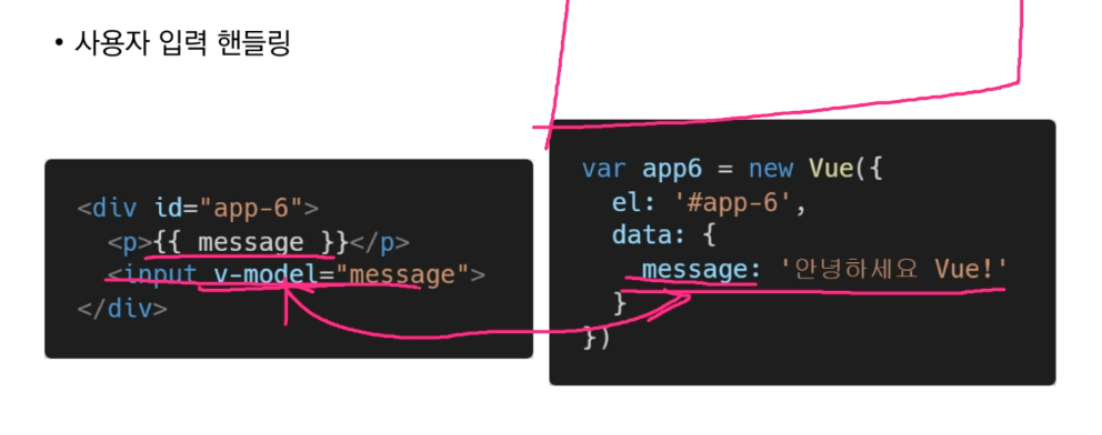 • 사용자 입력 핸들링
<div id="app-6">
<p>{{ message }}</p>
<input v-model="message">
</div>
var app6 = new Vue({
el: '#app-6',
data: {
message: '안녕하세요 Vue!'
}
})